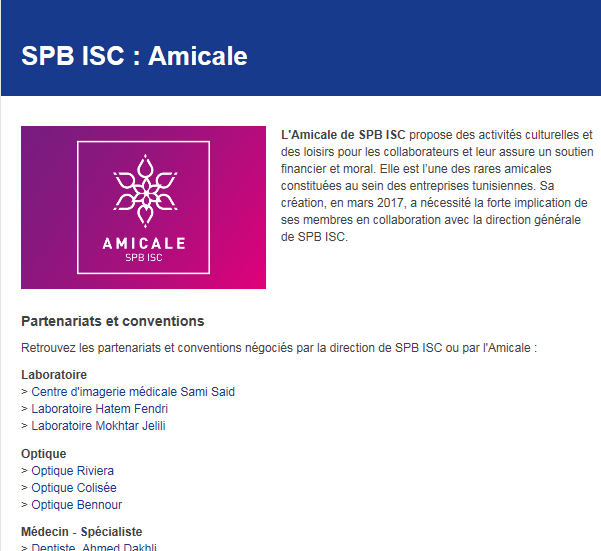 SPB ISC : Amicale
AMICALE
SPB ISC
L'Amicale de SPB ISC propose des activités culturelles et
des loisirs pour les collaborateurs et leur assure un soutien
financier et moral. Elle est l'une des rares amicales
constituées au sein des entreprises tunisiennes. Sa
création, en mars 2017, a nécessité la forte implication de
ses membres en collaboration avec la direction générale
de SPB ISC.
Partenariats et conventions
Retrouvez les partenariats et conventions négociés par la direction de SPB ISC ou par l'Amicale :
Laboratoire
> Centre d'imagerie médicale Sami Said
> Laboratoire Hatem Fendri
> Laboratoire Mokhtar Jelili
Optique
> Optique Riviera
> Optique Colisée
> Optique Bennour
Médecin - Spécialiste
> Dentiste Ahmed Dakhli